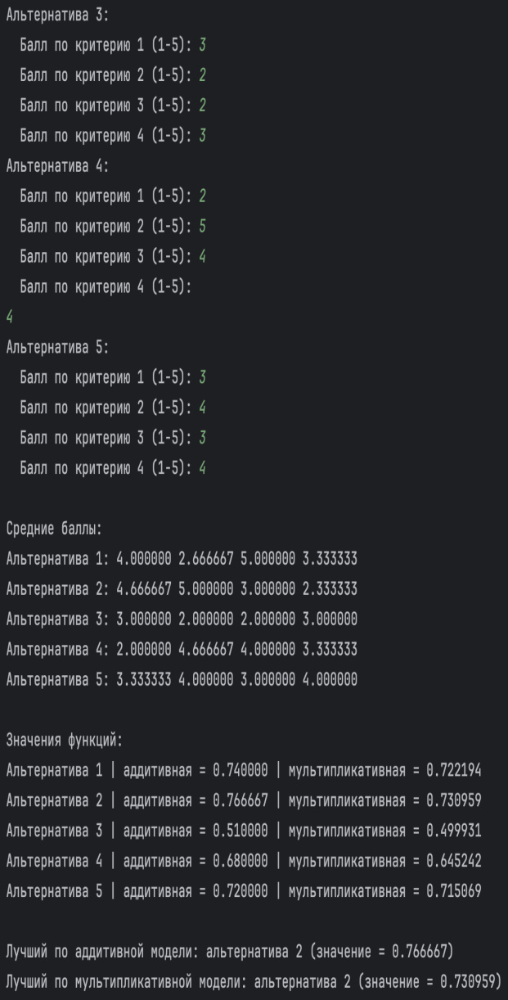 Альтернатива 3:
Балл по критерию 1 (1-5): 3
Балл по критерию 2 (1-5): 2
Балл по критерию 3 (1-5): 2
Балл по критерию 4 (1-5): 3
Альтернатива 4:
Балл по критерию 1 (1-5): 2
Балл по критерию 2 (1-5): 5
Балл по критерию 3 (1-5): 4
Балл по критерию 4 (1-5):
4
Альтернатива 5:
Балл по критерию 1 (1-5): 3
Балл по критерию 2 (1-5): 4
Балл по критерию 3 (1-5): 3
Балл по критерию 4 (1-5): 4
Средние баллы:
Альтернатива 1: 4.000000 2.666667 5.000000 3.333333
Альтернатива 2: 4.666667 5.000000 3.000000 2.333333
Альтернатива 3: 3.000000 2.000000 2.000000 3.000000
Альтернатива 4: 2.000000 4.666667 4.000000 3.333333
Альтернатива 5: 3.333333 4.000000 3.000000 4.000000
Значения функций:
Альтернатива 1 | аддитивная = 0.740000 | мультипликативная = 0.722194
Альтернатива 2 | аддитивная = 0.766667 | мультипликативная = 0.730959
Альтернатива 3 | аддитивная = 0.510000 | мультипликативная = 0.499931
Альтернатива 4 | аддитивная = 0.680000 | мультипликативная = 0.645242
Альтернатива 5 | аддитивная = 0.720000 | мультипликативная = 0.715069
Лучший по аддитивной модели: альтернатива 2 (значение = 0.766667)
Лучший по мультипликативной модели: альтернатива 2 (значение = 0.730959)